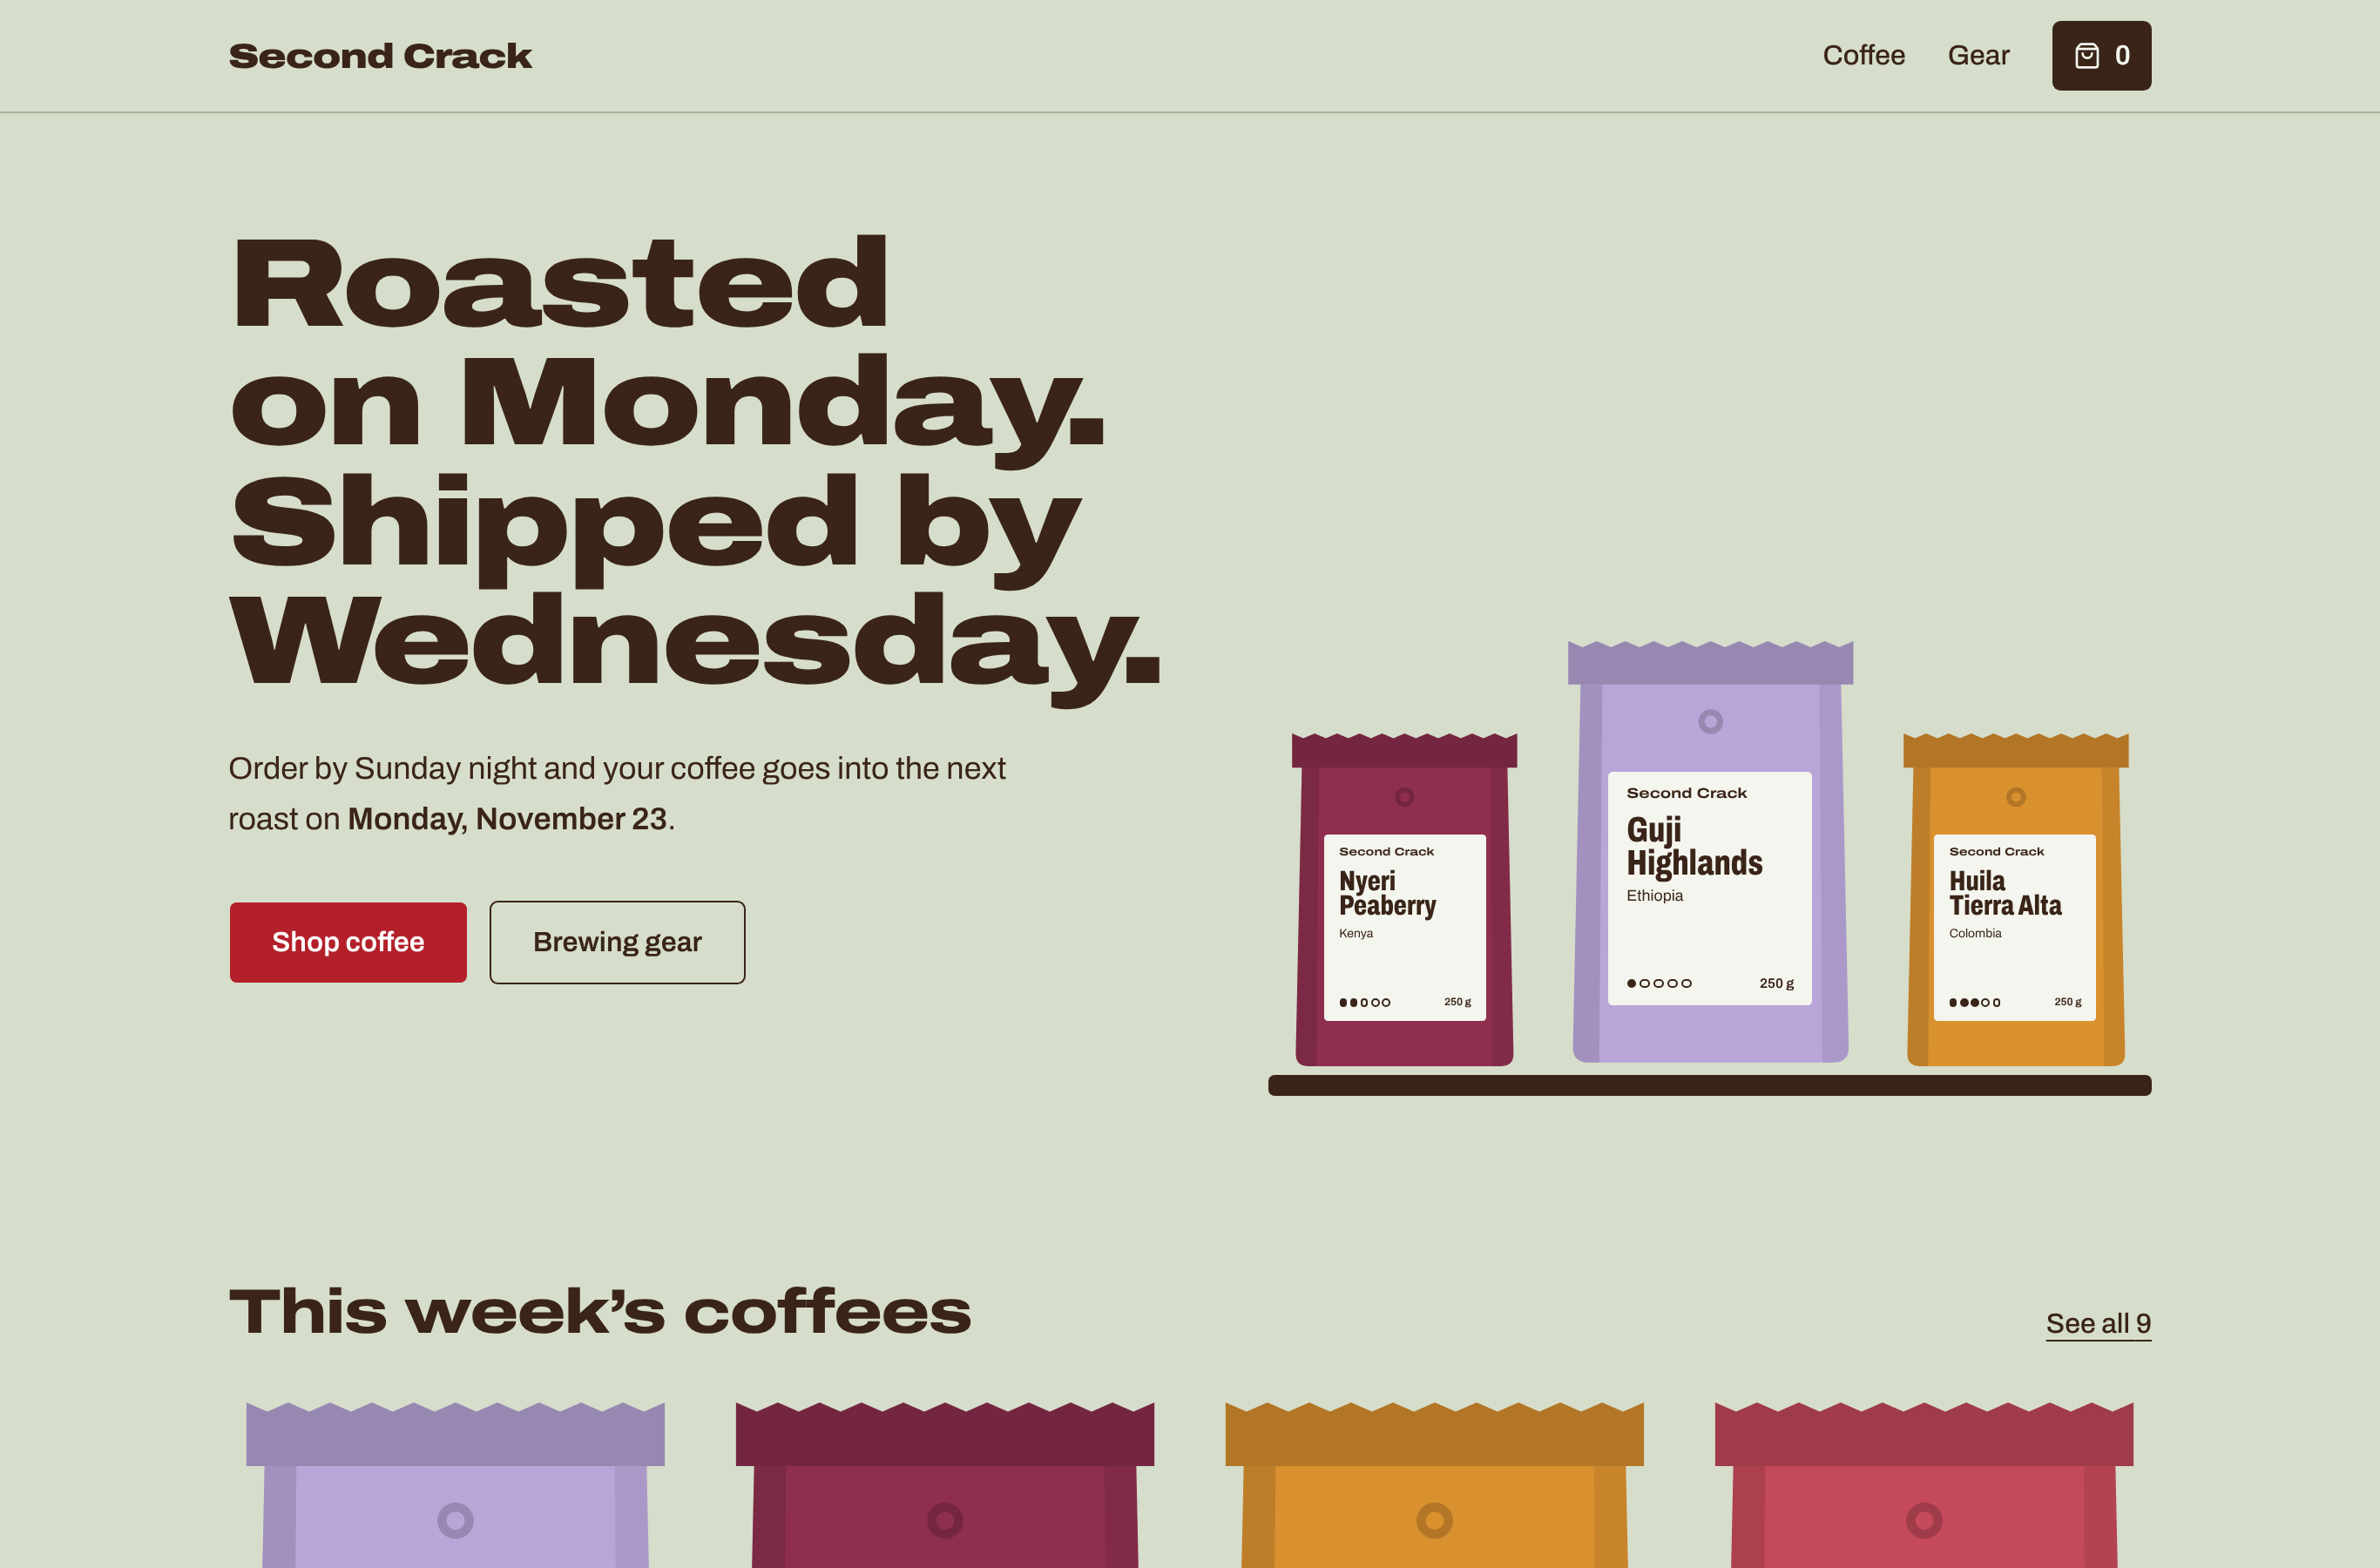 Second Crack
Coffee
Gear
0
Roasted
on Monday.
Shipped by
Wednesday.
Order by Sunday night and your coffee goes into the next
roast on Monday, November 23.
Shop coffee
Brewing gear
Second Crack
Nyeri
Peaberry
Kenya
250 g
Second Crack
Guji
Highlands
Ethiopia
250 g
Second Crack
Huila
Tierra Alta
Colombia
250 g
This week’s coffees
See all 9